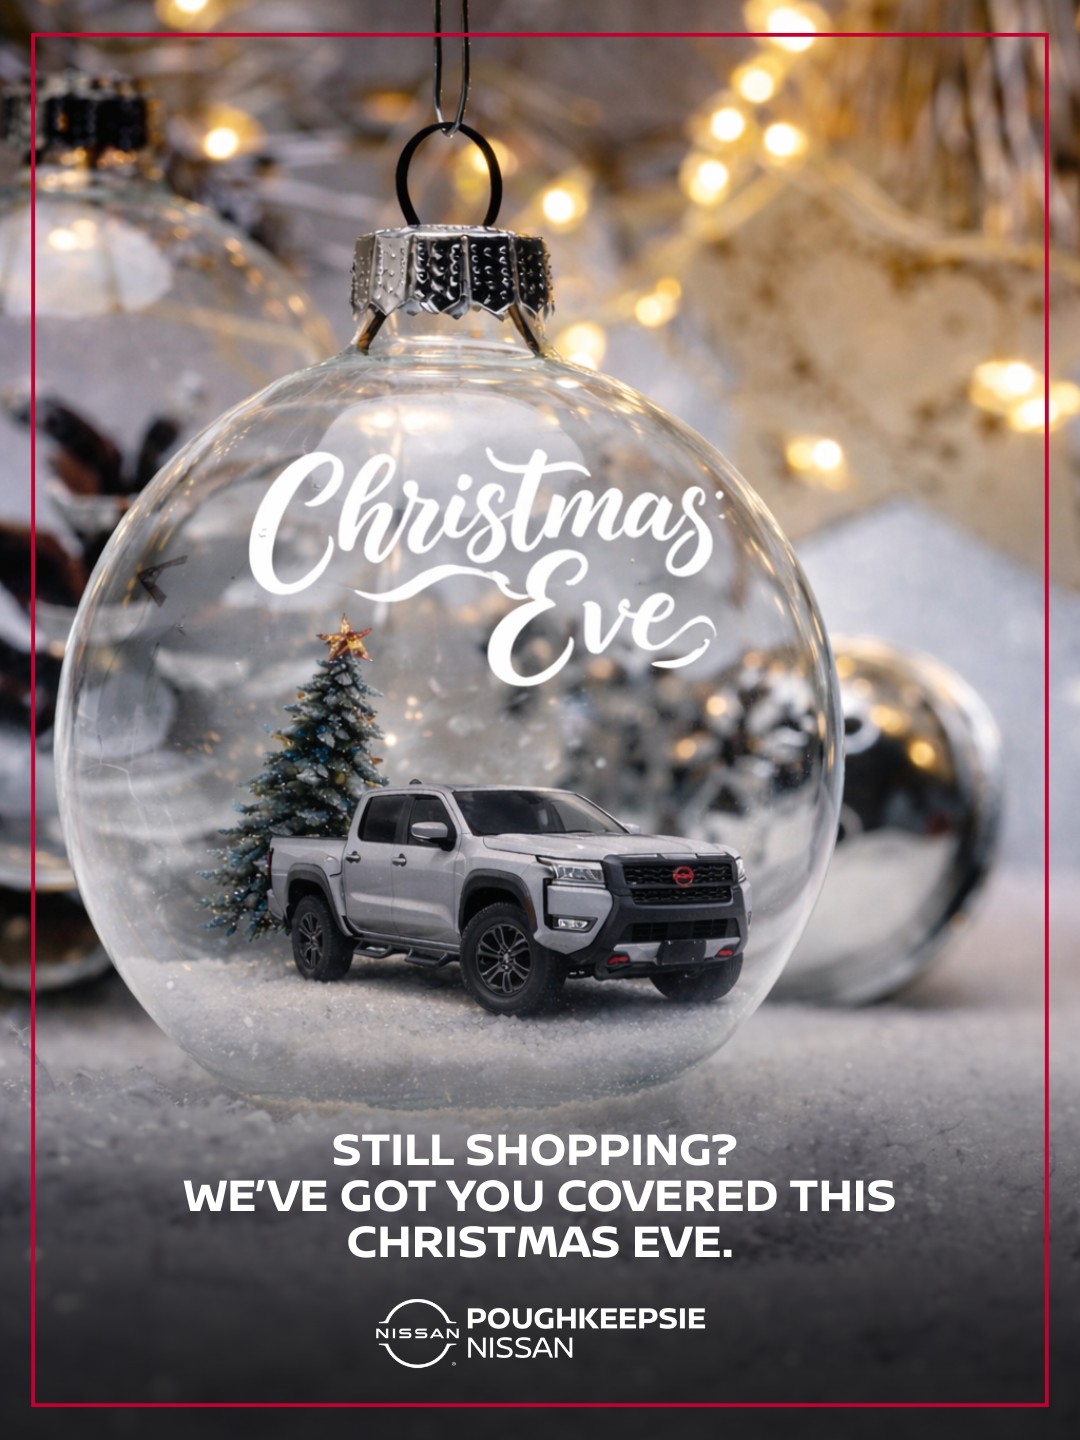 Christmas
Eve
STILL SHOPPING?
WE'VE GOT YOU COVERED THIS
CHRISTMAS EVE.
NISSAN
POUGHKEEPSIE
NISSAN